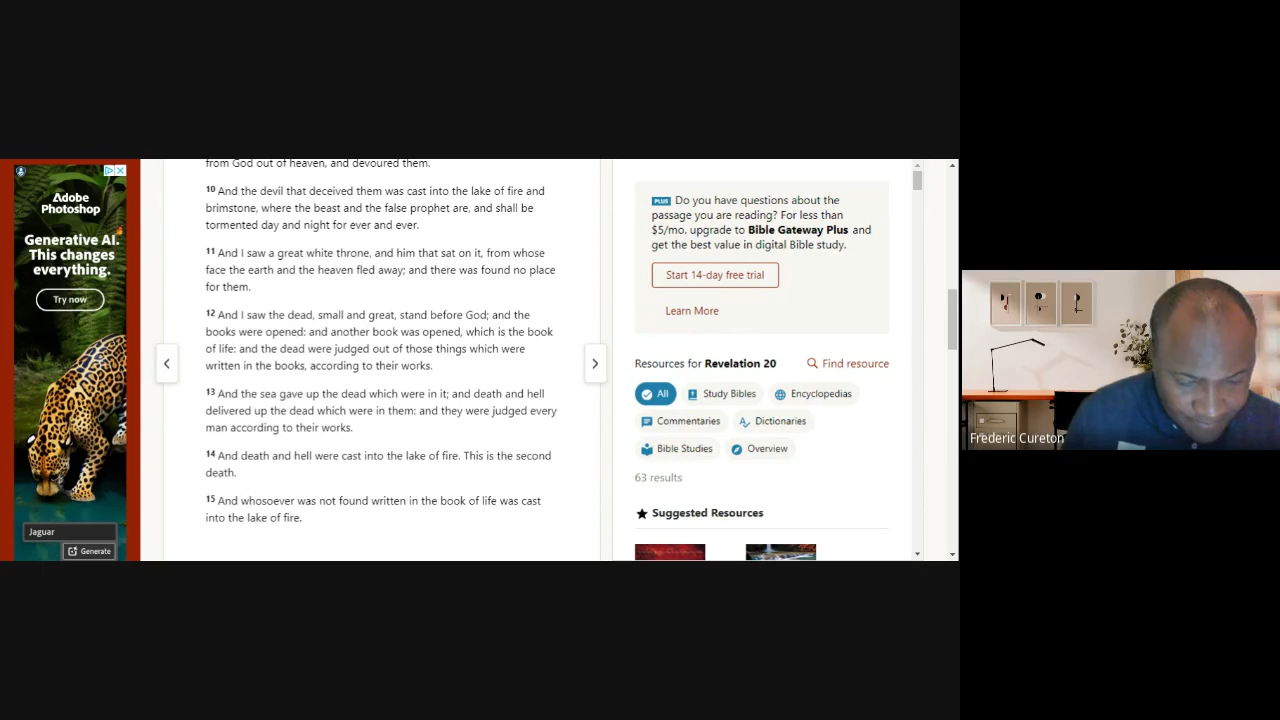 Adobe
Photoshop
Generative AI.
This changes
everything.
Try now
Jaguar
Generate
from God out of heaven, and devoured them.
10 And the devil that deceived them was cast into the lake of fire and
brimstone, where the beast and the false prophet are, and shall be
tormented day and night for ever and ever.
11 And I saw a great white throne, and him that sat on it, from whose
face the earth and the heaven fled away; and there was found no place
for them.
12 And I saw the dead, small and great, stand before God; and the
books were opened: and another book was opened, which is the book
of life: and the dead were judged out of those things which were
written in the books, according to their works.
13 And the sea gave up the dead which were in it; and death and hell
delivered up the dead which were in them: and they were judged every
man according to their works.
14 And death and hell were cast into the lake of fire. This is the second
death.
15 And whosoever was not found written in the book of life was cast
into the lake of fire.
PLUS Do you have questions about the
passage you are reading? For less than
$5/mo. upgrade to Bible Gateway Plus and
get the best value in digital Bible study.
Start 14-day free trial
Learn More
Resources for Revelation 20 Find resource
All Study Bibles Encyclopedias
Commentaries Dictionaries
Bible Studies Overview
63 results
Suggested Resources
Frederic Cureton